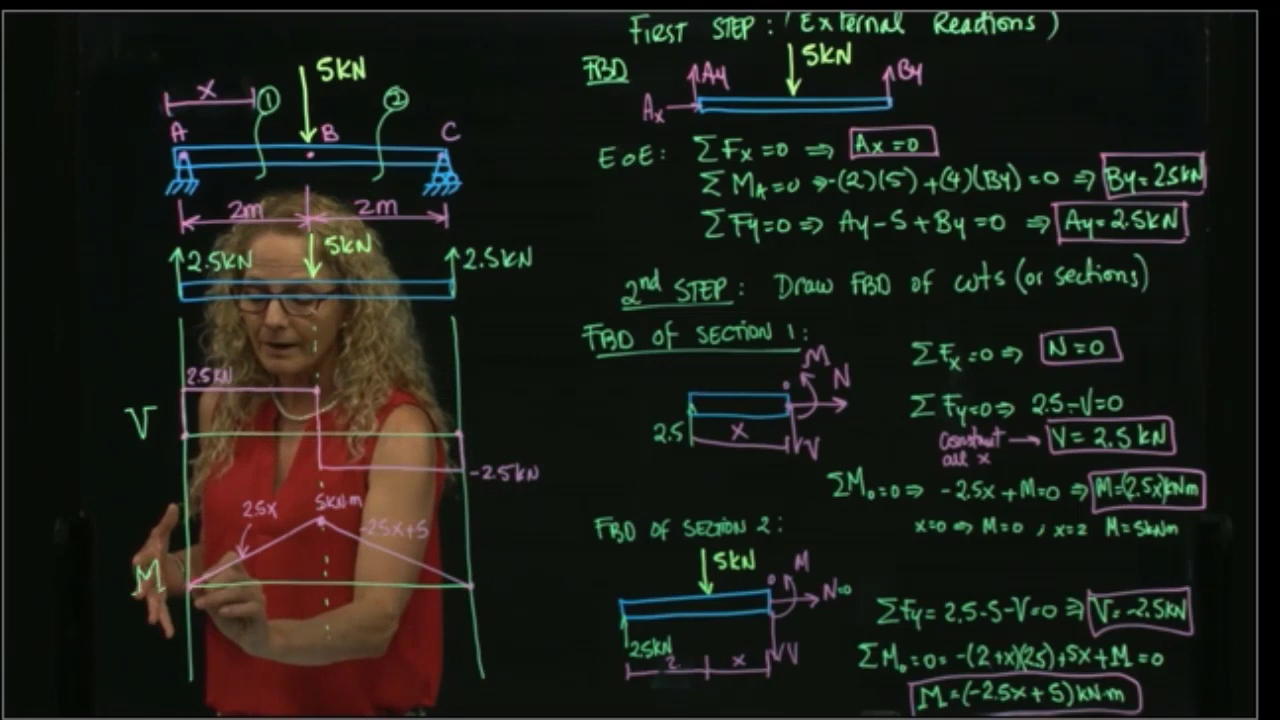 5KN
x
1
2
A
B
C
2m
2m
2.5KN
5KN
2.5KN
2.5KN
V
-2.5KN
2.5x
5KN·m
-2.5x+5
M
FIRST STEP: (External Reactions)
FBD
Ay
5KN
By
Ax
EoE: ΣFx=0 ⇒ Ax=0
ΣMA=0 ⇒ -(2)(5)+(4)(By)=0 ⇒ By=2.5KN
ΣFy=0 ⇒ Ay-5+By=0 ⇒ Ay=2.5KN
2nd STEP: Draw FBD of cuts (or sections)
FBD OF SECTION 1:
M
N
o
2.5
x
V
ΣFx=0 ⇒ N=0
ΣFy=0 ⇒ 2.5-V=0
constant all x → V=2.5KN
ΣMo=0 ⇒ -2.5x+M=0 ⇒ M=(2.5x)KN·m
x=0 ⇒ M=0, x=2 M=5KNm
FBD OF SECTION 2:
5KN
o
M
N=0
2.5KN
2
x
V
ΣFy=2.5-5-V=0 ⇒ V=-2.5KN
ΣMo=0=-(2+x)(2.5)+5x+M=0
M=(-2.5x+5)KN·m